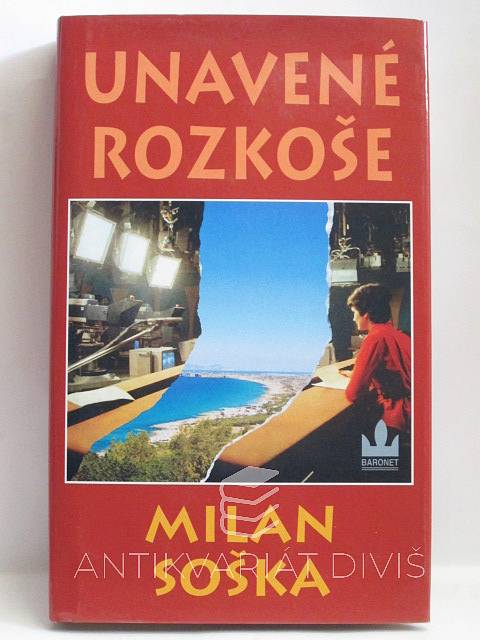 UNAVENÉ
ROZKOŠE
BARONET
MILAN
ANTIKVARIÁT DIVIŠ
SOŠKA